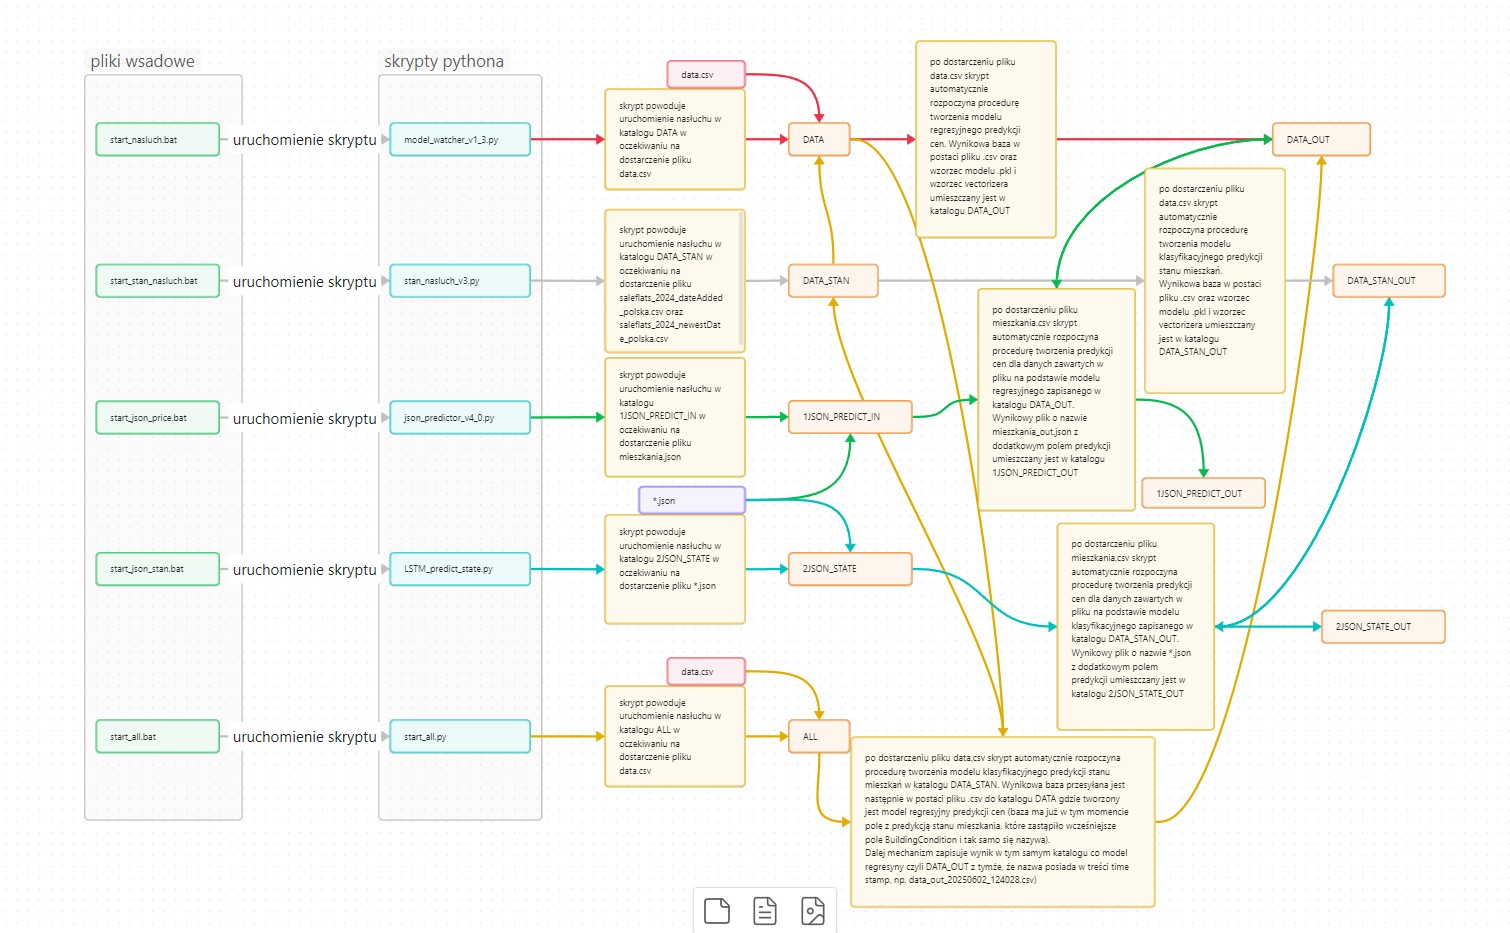 pliki wsadowe
skrypty pythona
data.csv
start_nasluch.bat
uruchomienie skryptu
model_watcher_v1_3.py
skrypt powoduje
uruchomienie nasłuchu w
katalogu DATA w
oczekiwaniu na
dostarczenie pliku
data.csv
DATA
po dostarczeniu pliku
data.csv skrypt
automatycznie
rozpoczyna procedurę
tworzenia modelu
regresyjnego predykcji
cen. Wynikowa baza w
postaci pliku .csv oraz
wzorzec modelu .pkl i
wzorzec vectorizera
umieszczany jest w
katalogu DATA_OUT
DATA_OUT
start_stan_nasluch.bat
uruchomienie skryptu
stan_nasluch_v3.py
skrypt powoduje
uruchomienie nasłuchu w
katalogu DATA_STAN w
oczekiwaniu na
dostarczenie pliku
saleflats_2024_dateAdded
_polska.csv oraz
saleflats_2024_newestDat
e_polska.csv
DATA_STAN
po dostarczeniu pliku
data.csv skrypt
automatycznie
rozpoczyna procedurę
tworzenia modelu
klasyfikacyjnego predykcji
stanu mieszkań.
Wynikowa baza w postaci
pliku .csv oraz wzorzec
modelu .pkl i wzorzec
vectorizera umieszczany
jest w katalogu
DATA_STAN_OUT
DATA_STAN_OUT
start_json_price.bat
uruchomienie skryptu
json_predictor_v4_0.py
skrypt powoduje
uruchomienie nasłuchu w
katalogu
1JSON_PREDICT_IN w
oczekiwaniu na
dostarczenie pliku
mieszkania.json
1JSON_PREDICT_IN
po dostarczeniu pliku
mieszkania.csv skrypt
automatycznie rozpoczyna
procedurę tworzenia predykcji
cen dla danych zawartych w
pliku na podstawie modelu
regresyjnego zapisanego w
katalogu DATA_OUT.
Wynikowy plik o nazwie
mieszkania_out.json z
dodatkowym polem predykcji
umieszczany jest w katalogu
1JSON_PREDICT_OUT
1JSON_PREDICT_OUT
*.json
start_json_stan.bat
uruchomienie skryptu
LSTM_predict_state.py
skrypt powoduje
uruchomienie nasłuchu w
katalogu 2JSON_STATE w
oczekiwaniu na
dostarczenie pliku *.json
2JSON_STATE
po dostarczeniu pliku
mieszkania.csv skrypt
automatycznie rozpoczyna
procedurę tworzenia predykcji
cen dla danych zawartych w
pliku na podstawie modelu
klasyfikacyjnego zapisanego w
katalogu DATA_STAN_OUT.
Wynikowy plik o nazwie *.json
z dodatkowym polem
predykcji umieszczany jest w
katalogu 2JSON_STATE_OUT
2JSON_STATE_OUT
data.csv
start_all.bat
uruchomienie skryptu
start_all.py
skrypt powoduje
uruchomienie nasłuchu w
katalogu ALL w
oczekiwaniu na
dostarczenie pliku
data.csv
ALL
po dostarczeniu pliku data.csv skrypt automatycznie rozpoczyna
procedurę tworzenia modelu klasyfikacyjnego predykcji stanu
mieszkań w katalogu DATA_STAN. Wynikowa baza przesyłana jest
następnie w postaci pliku .csv do katalogu DATA gdzie tworzony
jest model regresyjny predykcji cen (baza ma już w tym momencie
pole z predykcją stanu mieszkania, które zastąpiło wcześniejsze
pole BuildingCondition i tak samo się nazywa).
Dalej mechanizm zapisuje wynik w tym samym katalogu co model
regresyny czyli DATA_OUT z tymże, że nazwa posiada w treści time
stamp, np. data_out_20250602_124028.csv)